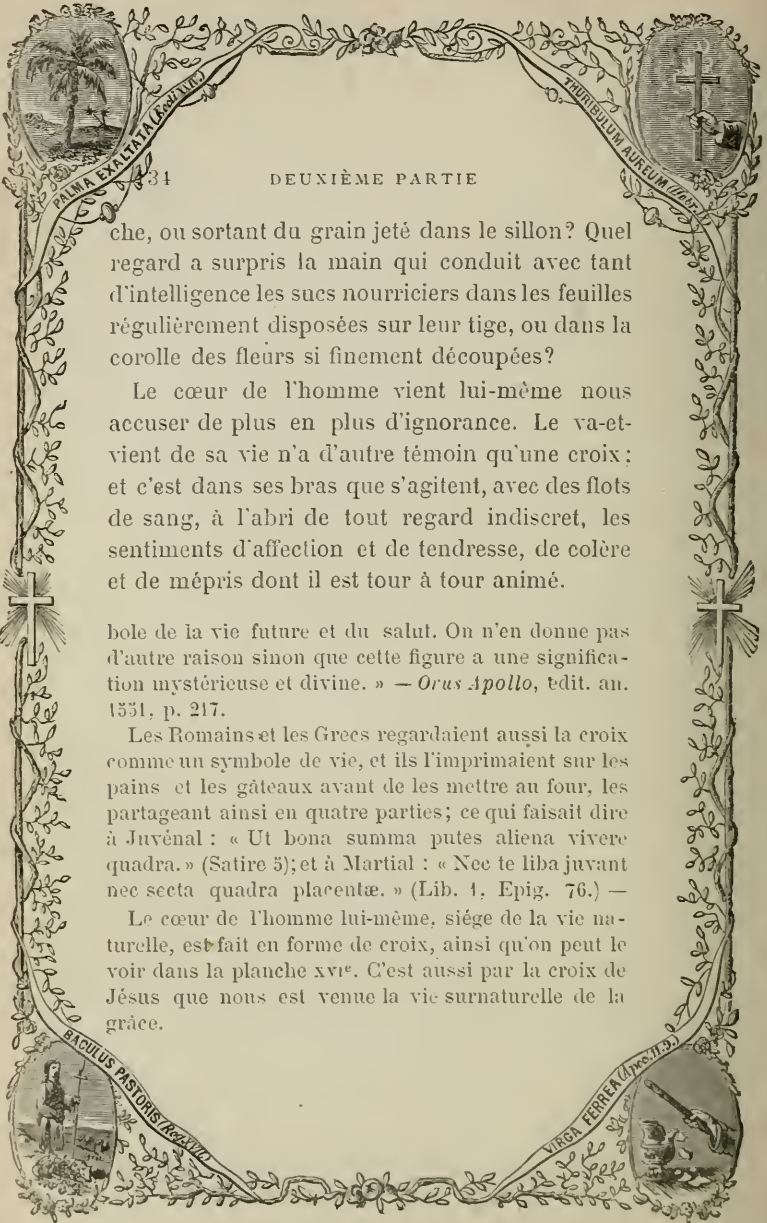 PALMA EXALTATA
THURIBULUM AUREUM
34 DEUXIÈME PARTIE
che, ou sortant du grain jeté dans le sillon? Quel
regard a surpris la main qui conduit avec tant
d'intelligence les sucs nourriciers dans les feuilles
régulièrement disposées sur leur tige, ou dans la
corolle des fleurs si finement découpées?
Le cœur de l'homme vient lui-même nous
accuser de plus en plus d'ignorance. Le va-et-
vient de sa vie n'a d'autre témoin qu'une croix;
et c'est dans ses bras que s'agitent, avec des flots
de sang, à l'abri de tout regard indiscret, les
sentiments d'affection et de tendresse, de colère
et de mépris dont il est tour à tour animé.
bole de la vie future et du salut. On n'en donne pas
d'autre raison sinon que cette figure a une significa-
tion mystérieuse et divine. » — Orus Apollo, edit. an.
1551, p. 217.
Les Romains et les Grecs regardaient aussi la croix
comme un symbole de vie, et ils l'imprimaient sur les
pains et les gâteaux avant de les mettre au four, les
partageant ainsi en quatre parties; ce qui faisait dire
à Juvénal : « Ut bona summa putes aliena vivere
quadra. » (Satire 5); et à Martial : « Nec te liba juvant
nec secta quadra placentæ. » (Lib. 1, Epig. 76.) —
Le cœur de l'homme lui-même, siége de la vie na-
turelle, est fait en forme de croix, ainsi qu'on peut le
voir dans la planche XVIe. C'est aussi par la croix de
Jésus que nous est venue la vie surnaturelle de la
grâce.
BACULUS PASTORIS
VIRGA FERREA